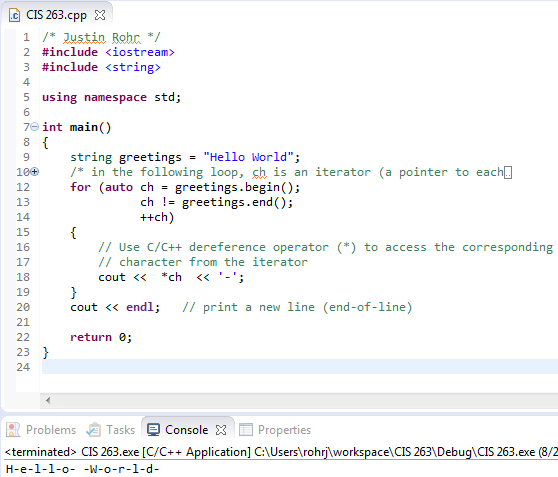 CIS 263.cpp
1 /* Justin Rohr */
2 #include <iostream>
3 #include <string>
4
5 using namespace std;
6
7 int main()
8 {
9 string greetings = "Hello World";
10 /* in the following loop, ch is an iterator (a pointer to each..
12 for (auto ch = greetings.begin();
13 ch != greetings.end();
14 ++ch)
15 {
16 // Use C/C++ dereference operator (*) to access the corresponding
17 // character from the iterator
18 cout << *ch << '-';
19 }
20 cout << endl; // print a new line (end-of-line)
21
22 return 0;
23 }
24
Problems Tasks Console Properties
<terminated> CIS 263.exe [C/C++ Application] C:\Users\rohrj\workspace\CIS 263\Debug\CIS 263.exe (8/2
H-e-l-l-o- -W-o-r-l-d-